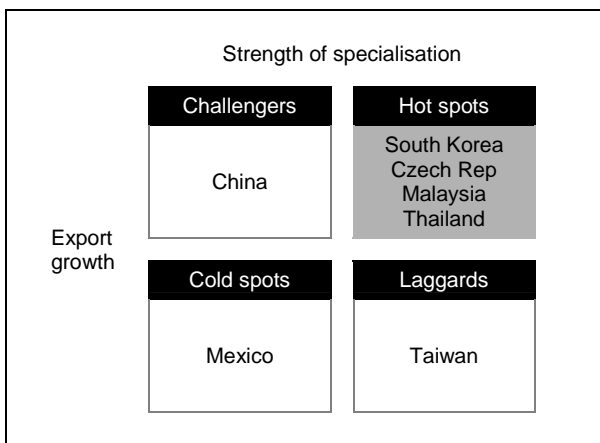 Strength of specialisation
Challengers
Hot spots
China
South Korea
Czech Rep
Malaysia
Thailand
Export
growth
Cold spots
Laggards
Mexico
Taiwan